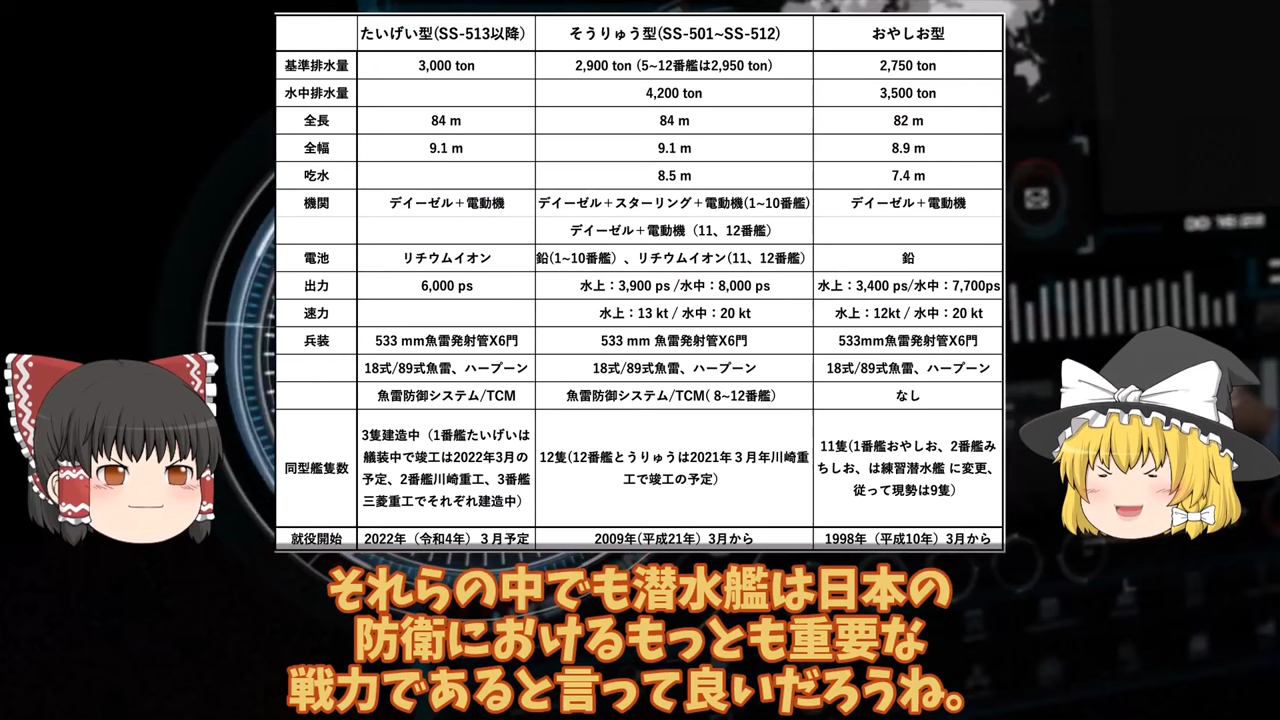 たいげい型(SS-513以降) そうりゅう型(SS-501~SS-512) おやしお型
基準排水量 3,000 ton 2,900 ton (5~12番艦は2,950 ton) 2,750 ton
水中排水量 4,200 ton 3,500 ton
全長 84 m 84 m 82 m
全幅 9.1 m 9.1 m 8.9 m
吃水 8.5 m 7.4 m
機関 デイーゼル＋電動機 デイーゼル＋スターリング＋電動機(1~10番艦) デイーゼル＋電動機
デイーゼル＋電動機（11、12番艦）
電池 リチウムイオン 鉛(1~10番艦）、リチウムイオン(11、12番艦） 鉛
出力 6,000 ps 水上：3,900 ps /水中：8,000 ps 水上：3,400 ps/水中：7,700ps
速力 水上：13 kt / 水中：20 kt 水上：12kt / 水中：20 kt
兵装 533 mm魚雷発射管X6門 533 mm 魚雷発射管X6門 533mm魚雷発射管X6門
18式/89式魚雷、ハープーン 18式/89式魚雷、ハープーン 18式/89式魚雷、ハープーン
魚雷防御システム/TCM 魚雷防御システム/TCM( 8~12番艦） なし
同型艦隻数
3隻建造中（1番艦たいげいは
艤装中で竣工は2022年3月の
予定、2番艦川崎重工、3番艦
三菱重工でそれぞれ建造中）
12隻(12番艦とうりゅうは2021年３月年川崎重
工で竣工の予定）
11隻(1番艦おやしお、2番艦み
ちしお、は練習潜水艦 に変更、
従って現勢は9隻）
就役開始 2022年（令和4年）３月予定 2009年(平成21年）3月から 1998年（平成10年）3月から
それらの中でも潜水艦は日本の
防衛におけるもっとも重要な
戦力であると言って良いだろうね。